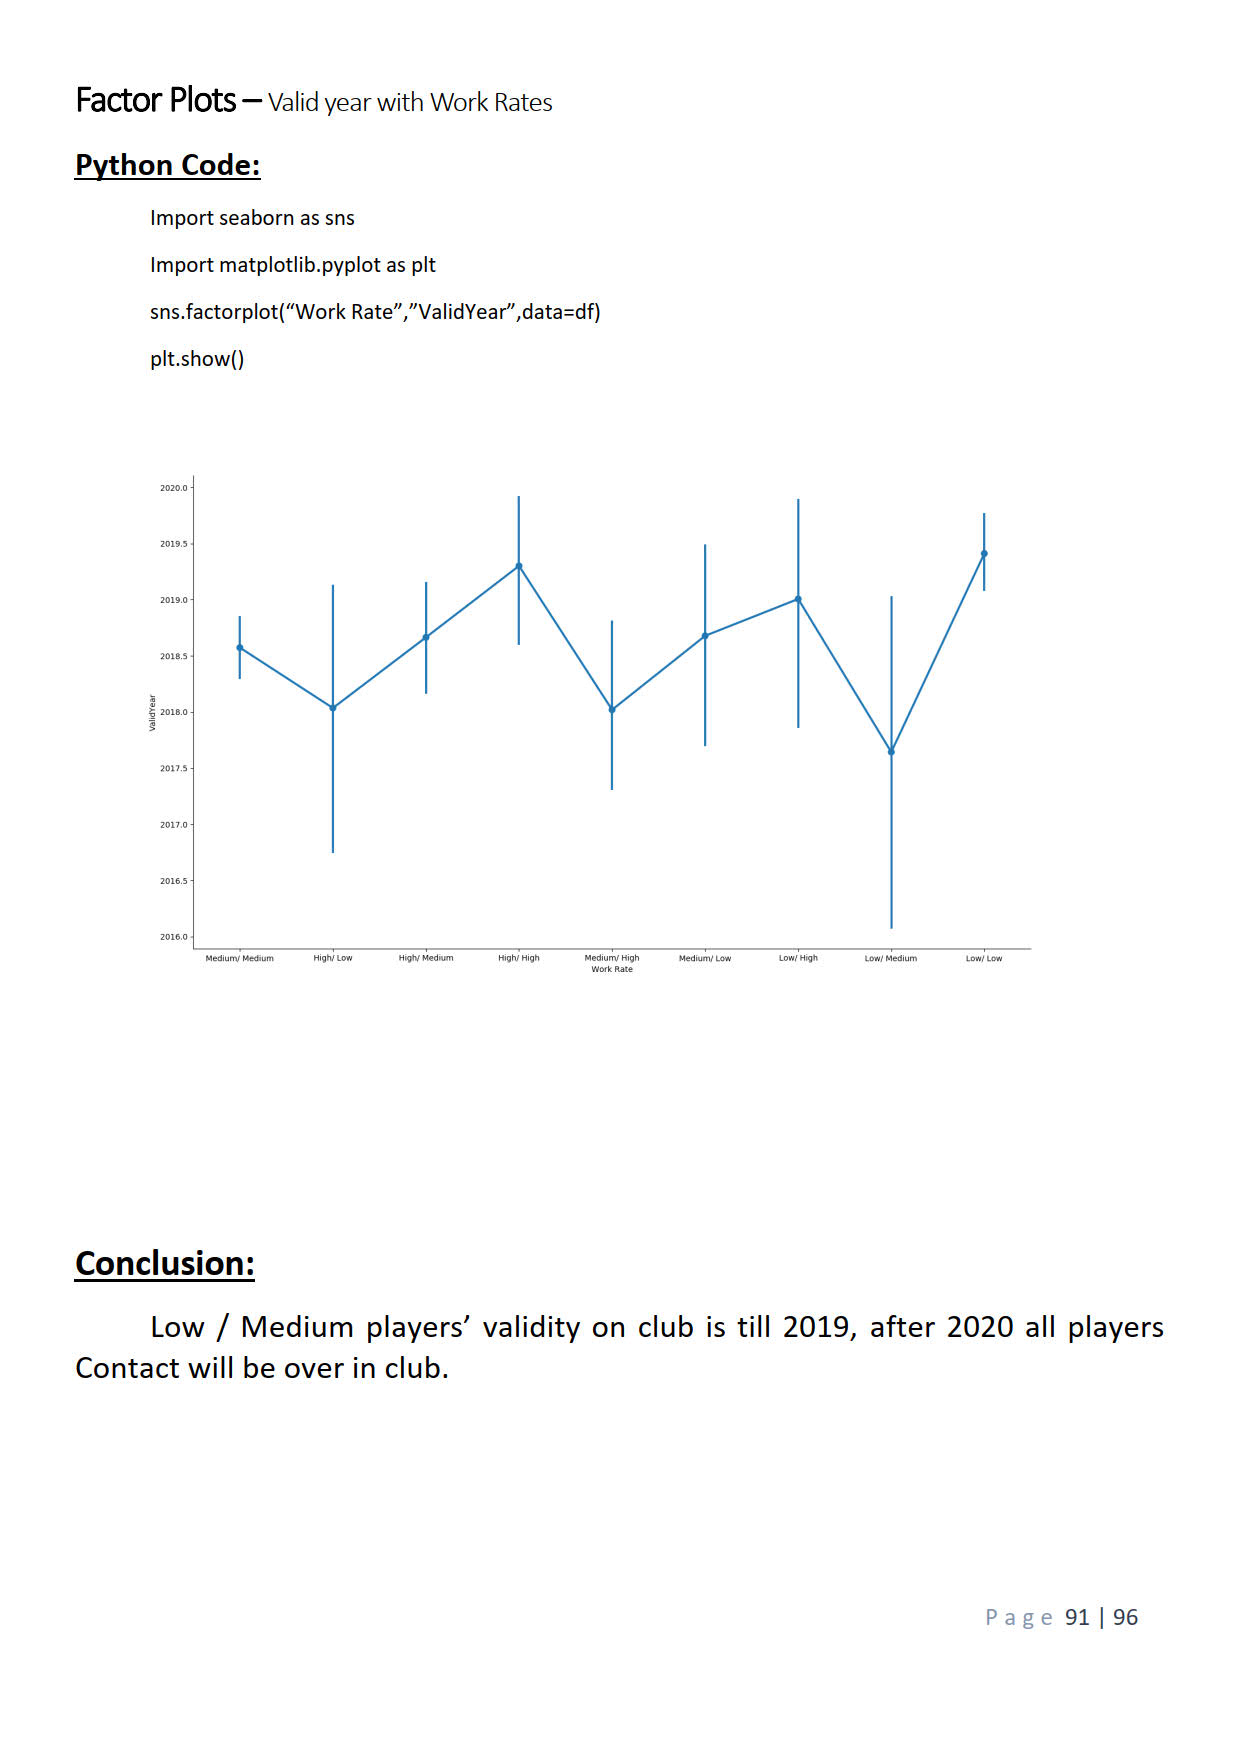 Factor Plots – Valid year with Work Rates
Python Code:
Import seaborn as sns
Import matplotlib.pyplot as plt
sns.factorplot(“Work Rate”,”ValidYear”,data=df)
plt.show()
2020.0
2019.5
2019.0
2018.5
2018.0
2017.5
2017.0
2016.5
2016.0
ValidYear
Medium/ Medium High/ Low High/ Medium High/ High Medium/ High Medium/ Low Low/ High Low/ Medium Low/ Low
Work Rate
Conclusion:
Low / Medium players’ validity on club is till 2019, after 2020 all players
Contact will be over in club.
Page 91 | 96